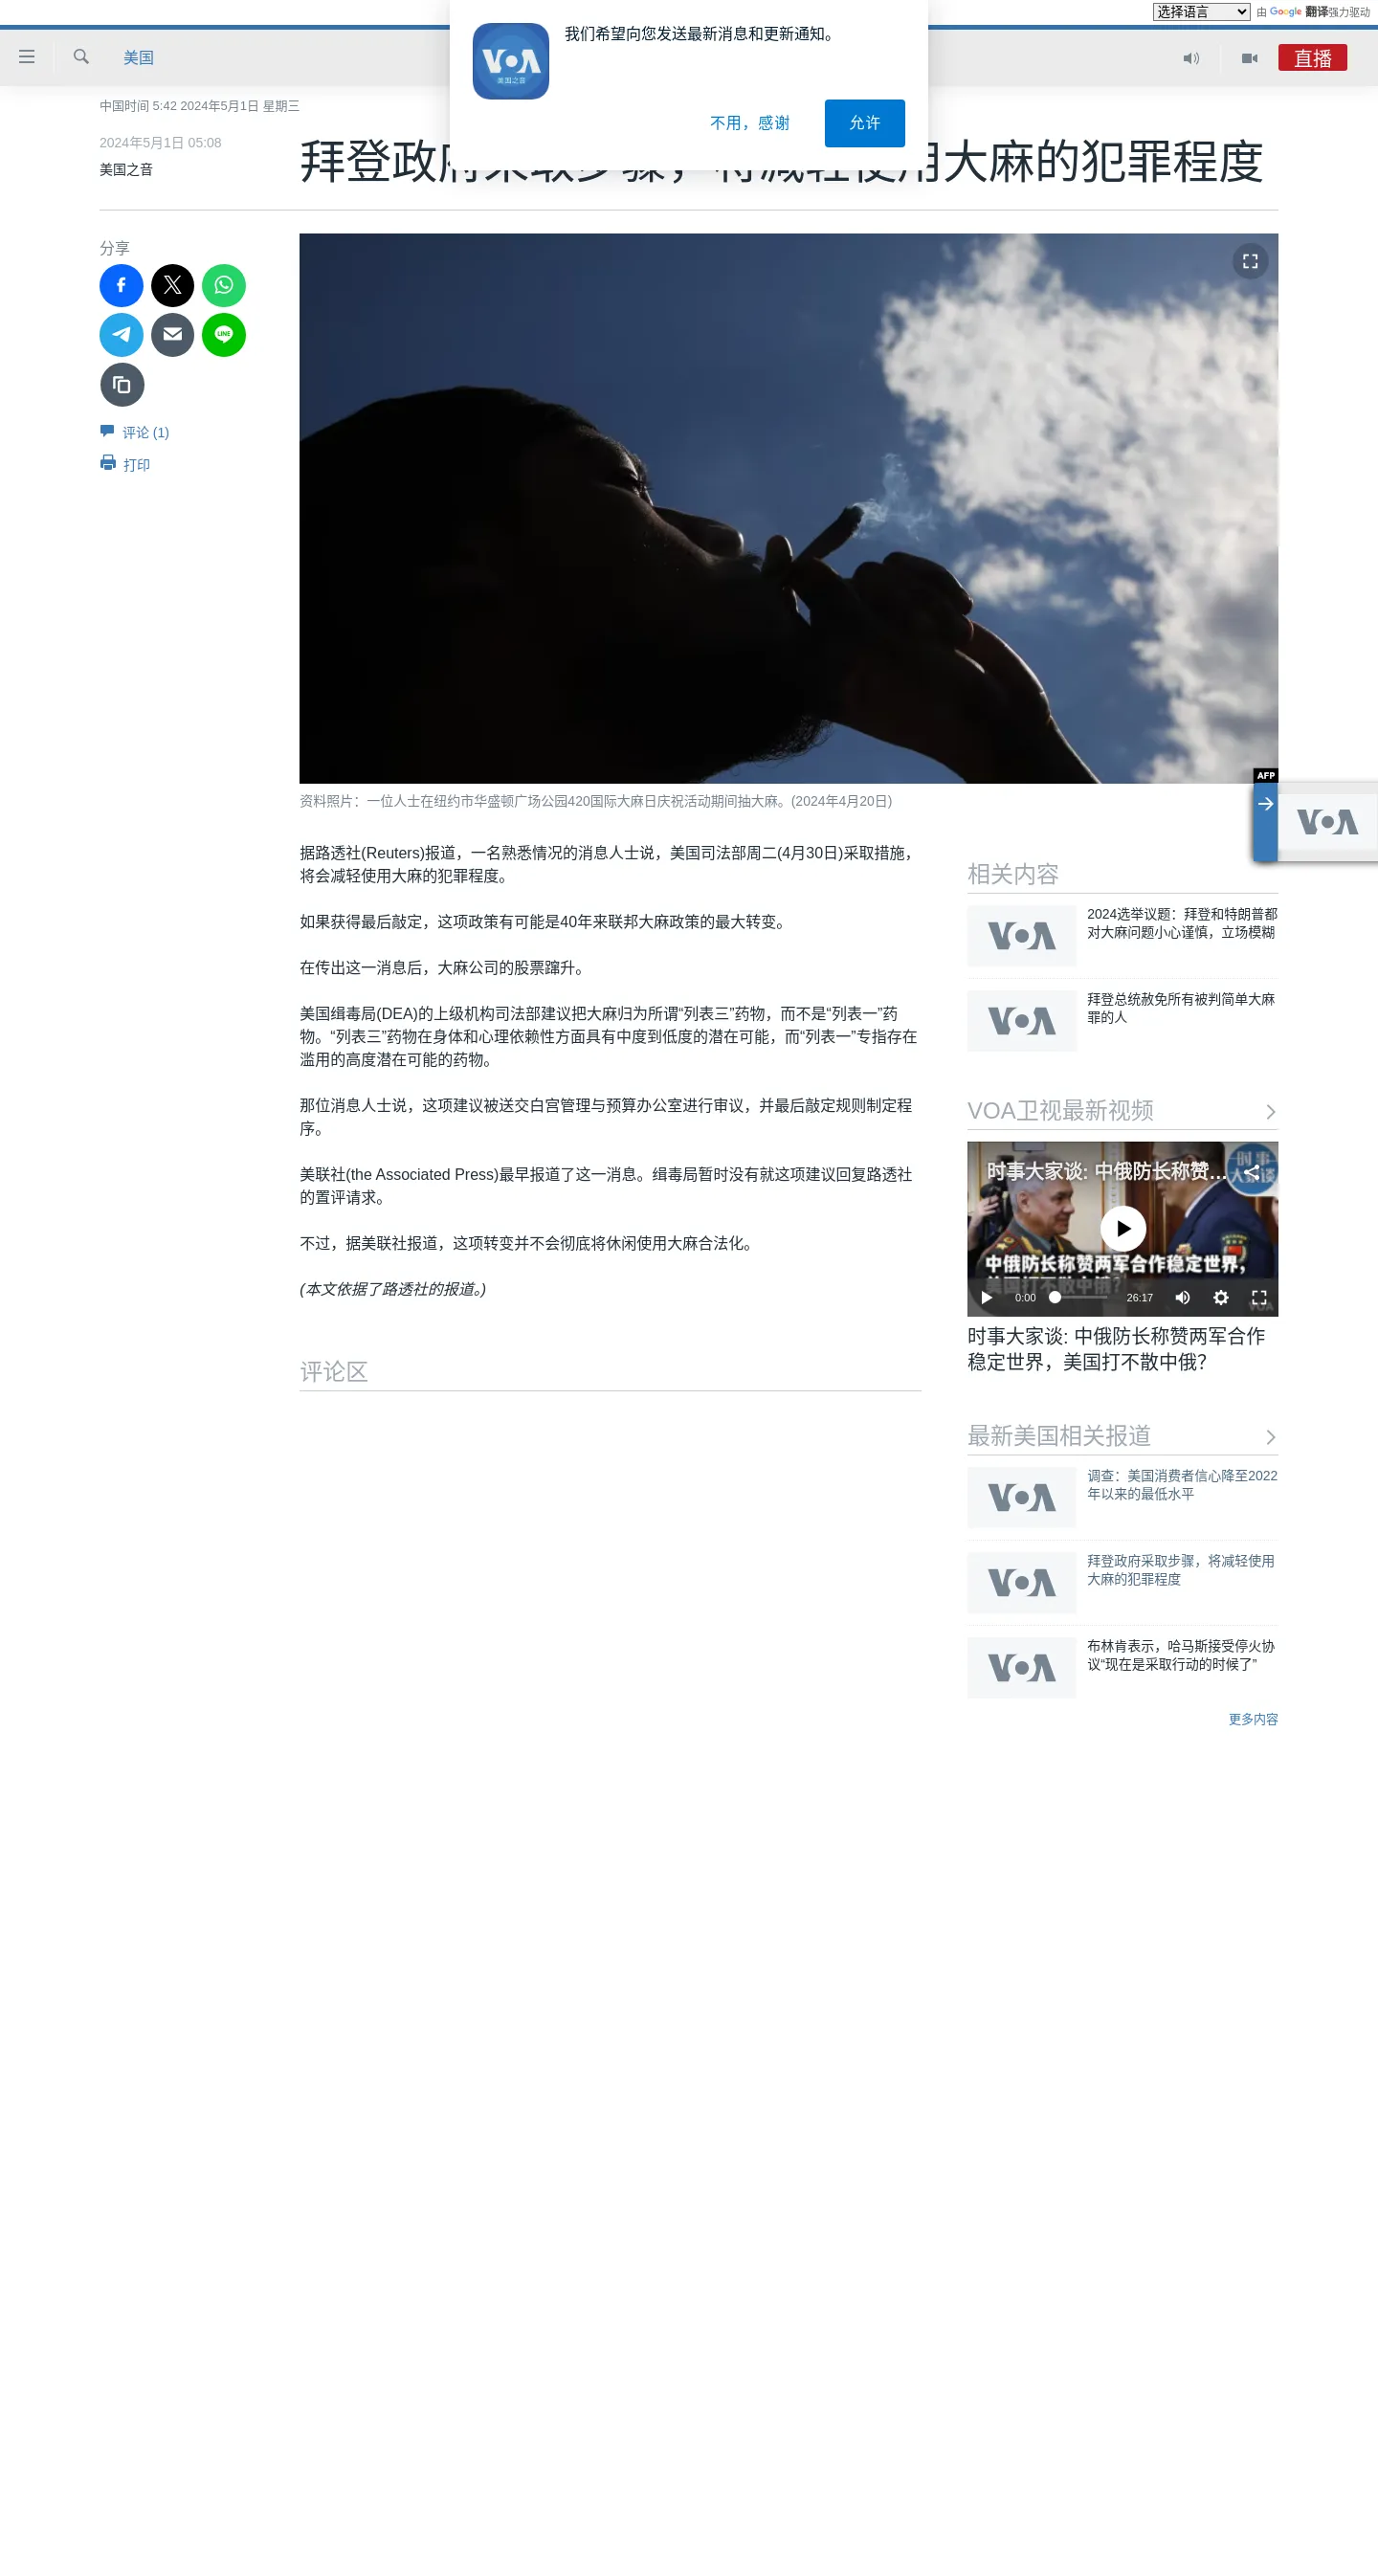 选择语言
由 Google 翻译强力驱动
美国
直播
VOA
美国之音
我们希望向您发送最新消息和更新通知。
不用，感谢
允许
中国时间 5:42 2024年5月1日 星期三
2024年5月1日 05:08
美国之音
拜登政府采取步骤，将减轻使用大麻的犯罪程度
分享
LINE
评论 (1)
打印
AFP
资料照片：一位人士在纽约市华盛顿广场公园420国际大麻日庆祝活动期间抽大麻。(2024年4月20日)
VOA
据路透社(Reuters)报道，一名熟悉情况的消息人士说，美国司法部周二(4月30日)采取措施，
将会减轻使用大麻的犯罪程度。
如果获得最后敲定，这项政策有可能是40年来联邦大麻政策的最大转变。
在传出这一消息后，大麻公司的股票蹿升。
美国缉毒局(DEA)的上级机构司法部建议把大麻归为所谓“列表三”药物，而不是“列表一”药
物。“列表三”药物在身体和心理依赖性方面具有中度到低度的潜在可能，而“列表一”专指存在
滥用的高度潜在可能的药物。
那位消息人士说，这项建议被送交白宫管理与预算办公室进行审议，并最后敲定规则制定程
序。
美联社(the Associated Press)最早报道了这一消息。缉毒局暂时没有就这项建议回复路透社
的置评请求。
不过，据美联社报道，这项转变并不会彻底将休闲使用大麻合法化。
(本文依据了路透社的报道。)
评论区
相关内容
VOA
2024选举议题：拜登和特朗普都
对大麻问题小心谨慎，立场模糊
VOA
拜登总统赦免所有被判简单大麻
罪的人
VOA卫视最新视频
时事大家谈: 中俄防长称赞...
时事
大家谈
中俄防长称赞两军合作稳定世界，
0:00
26:17
VOA
时事大家谈: 中俄防长称赞两军合作
稳定世界，美国打不散中俄？
最新美国相关报道
VOA
调查：美国消费者信心降至2022
年以来的最低水平
VOA
拜登政府采取步骤，将减轻使用
大麻的犯罪程度
VOA
布林肯表示，哈马斯接受停火协
议“现在是采取行动的时候了”
更多内容